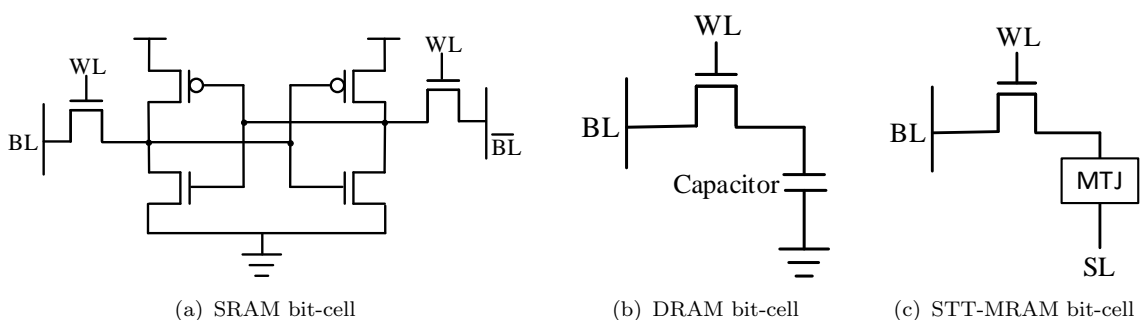 WL
WL
BL
B̅L̅
(a) SRAM bit-cell
WL
BL
Capacitor
(b) DRAM bit-cell
WL
BL
MTJ
SL
(c) STT-MRAM bit-cell